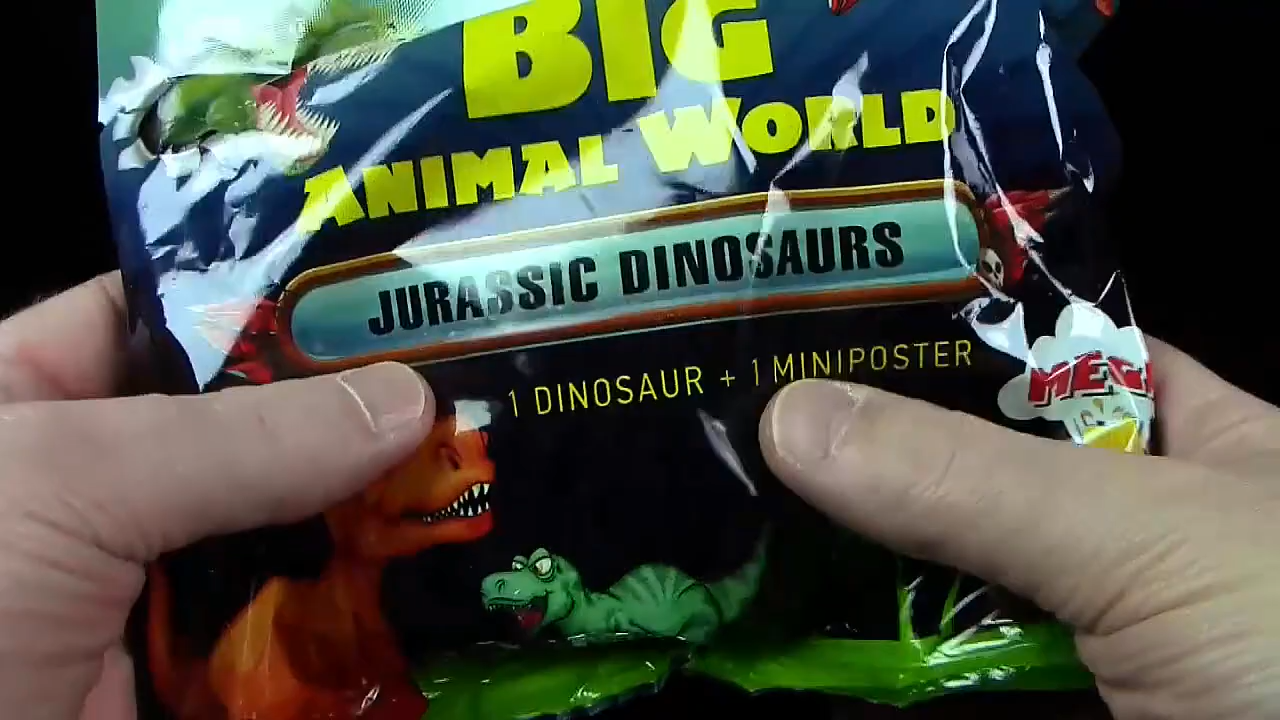 BIG
ANIMAL WORLD
JURASSIC DINOSAURS
1 DINOSAUR + 1 MINIPOSTER